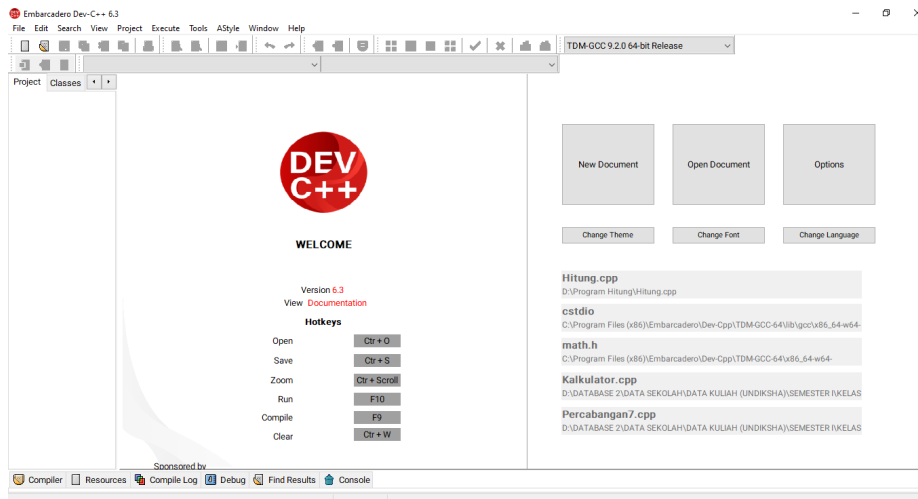 Embarcadero Dev-C++ 6.3
File Edit Search View Project Execute Tools AStyle Window Help
TDM-GCC 9.2.0 64-bit Release
Project Classes
DEV
C++
WELCOME
Version 6.3
View Documentation
Hotkeys
Open Ctr + O
Save Ctr + S
Zoom Ctr + Scroll
Run F10
Compile F9
Clear Ctr + W
Sponsored by
New Document Open Document Options
Change Theme Change Font Change Language
Hitung.cpp
D:\Program Hitung\Hitung.cpp
cstdio
C:\Program Files (x86)\Embarcadero\Dev-Cpp\TDM-GCC-64\lib\gcc\x86_64-w64-
math.h
C:\Program Files (x86)\Embarcadero\Dev-Cpp\TDM-GCC-64\x86_64-w64-
Kalkulator.cpp
D:\DATABASE 2\DATA SEKOLAH\DATA KULIAH (UNDIKSHA)\SEMESTER I\KELAS
Percabangan7.cpp
D:\DATABASE 2\DATA SEKOLAH\DATA KULIAH (UNDIKSHA)\SEMESTER I\KELAS
Compiler Resources Compile Log Debug Find Results Console